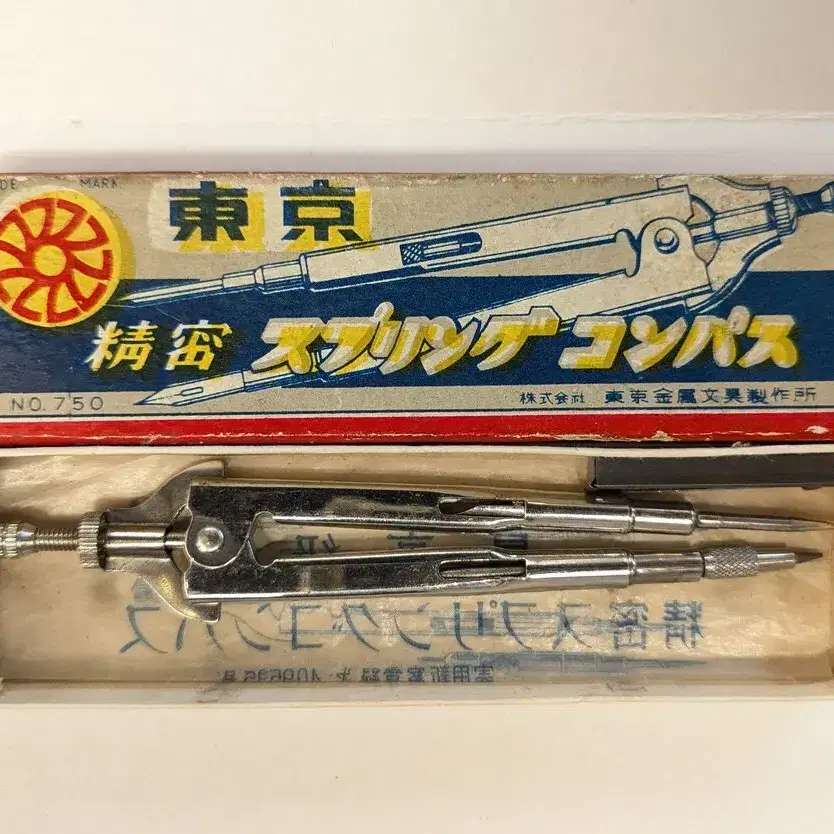 DE MARK
東京
精密 スプリングコンパス
NO.750
株式会社 東京金属文具製作所
精密スプリングコンパス